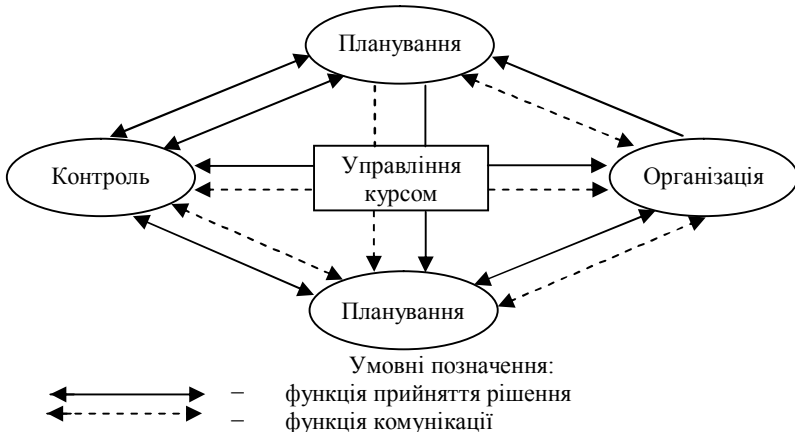 Планування
Контроль
Управління
курсом
Організація
Планування
Умовні позначення:
– функція прийняття рішення
– функція комунікації